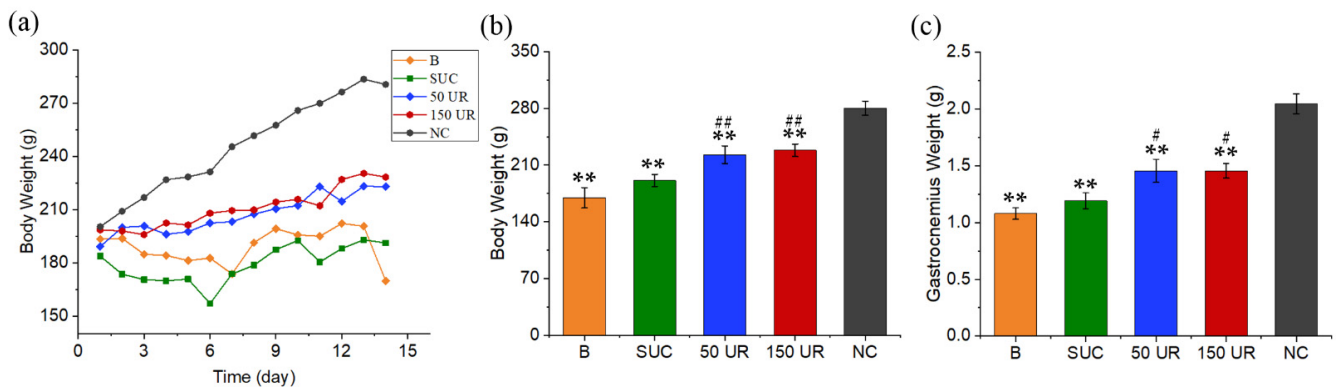 (a)
Body Weight (g)
300
270
240
210
180
150
0
3
6
9
12
15
Time (day)
B
SUC
50 UR
150 UR
NC
(b)
Body Weight (g)
350
280
210
140
70
0
**
**
##
**
##
**
B
SUC
50 UR
150 UR
NC
(c)
Gastrocnemius Weight (g)
2.5
2.0
1.5
1.0
0.5
0.0
**
**
#
**
#
**
B
SUC
50 UR
150 UR
NC